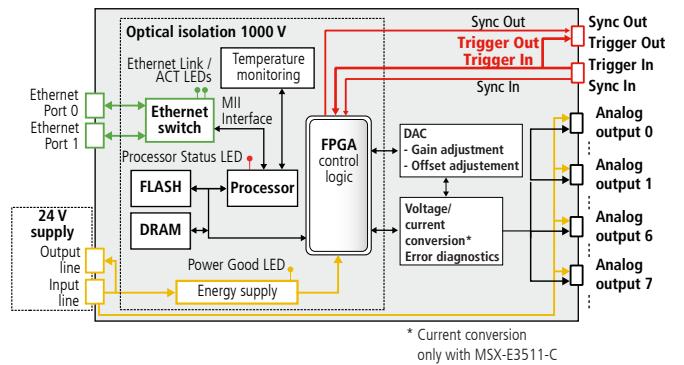 Optical isolation 1000 V
Ethernet Link /
ACT LEDs
Temperature
monitoring
Sync Out
Trigger Out
Trigger In
Sync In
Sync Out
Trigger Out
Trigger In
Sync In
Ethernet
Port 0
Ethernet
Port 1
Ethernet
switch
MII
Interface
Processor Status LED
FLASH
Processor
DRAM
FPGA
control
logic
DAC
- Gain adjustment
- Offset adjustement
Voltage/
current
conversion*
Error diagnostics
Analog
output 0
Analog
output 1
Analog
output 6
Analog
output 7
24 V
supply
Output
line
Input
line
Power Good LED
Energy supply
* Current conversion
only with MSX-E3511-C